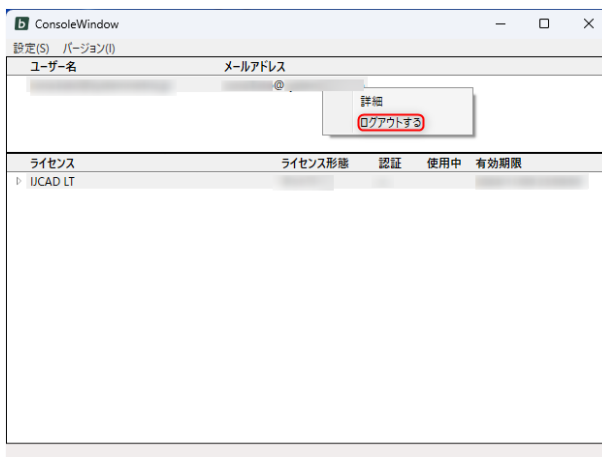 ConsoleWindow
設定(S) バージョン(I)
ユーザー名 メールアドレス
@
詳細
ログアウトする
ライセンス ライセンス形態 認証 使用中 有効期限
IJCAD LT